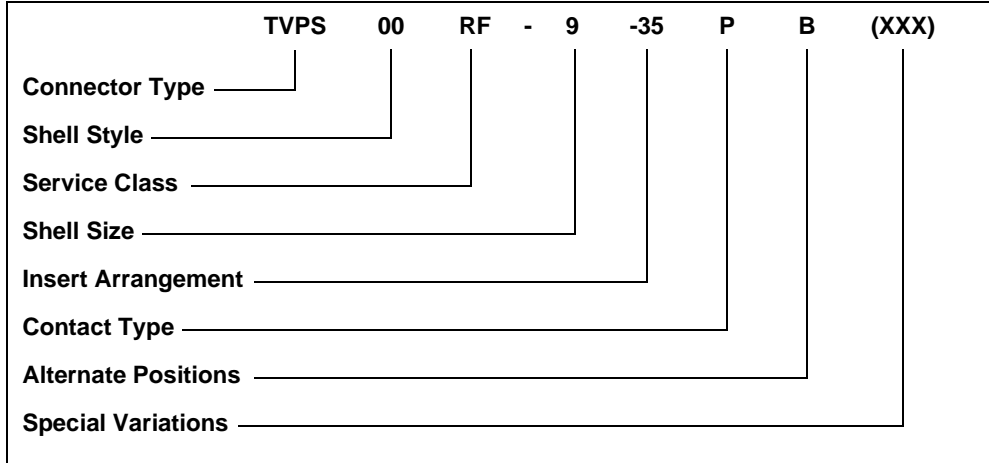 TVPS 00 RF - 9 -35 P B (XXX)
Connector Type
Shell Style
Service Class
Shell Size
Insert Arrangement
Contact Type
Alternate Positions
Special Variations